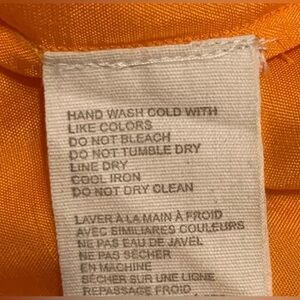 HAND WASH COLD WITH
LIKE COLORS
DO NOT BLEACH
DO NOT TUMBLE DRY
LINE DRY
COOL IRON
DO NOT DRY CLEAN
LAVER À LA MAIN À FROID
AVEC SIMILIARES COULEURS
NE PAS EAU DE JAVEL
NE PAS SÉCHER
EN MACHINE
SÉCHER SUR UNE LIGNE
REPASSAGE FROID